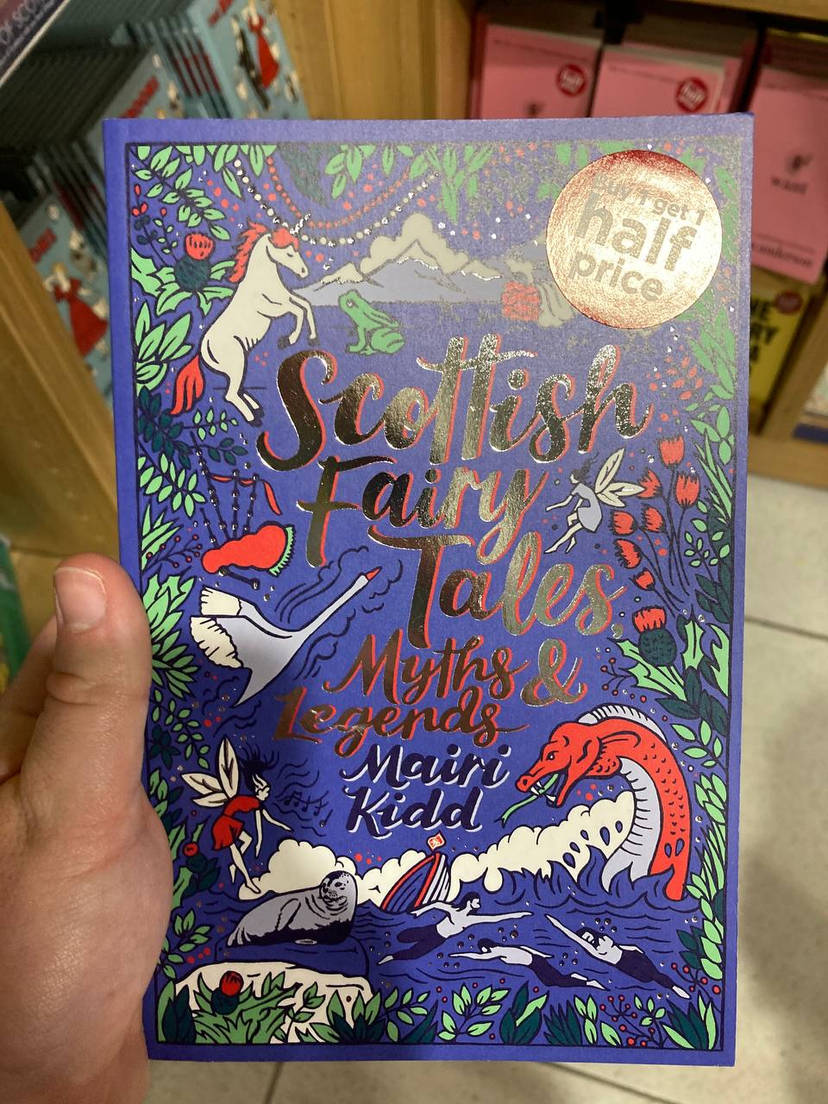 Buy 1 get 1
half
price
Scottish
Fairy
Tales,
Myths &
Legends
Mairi
Kidd